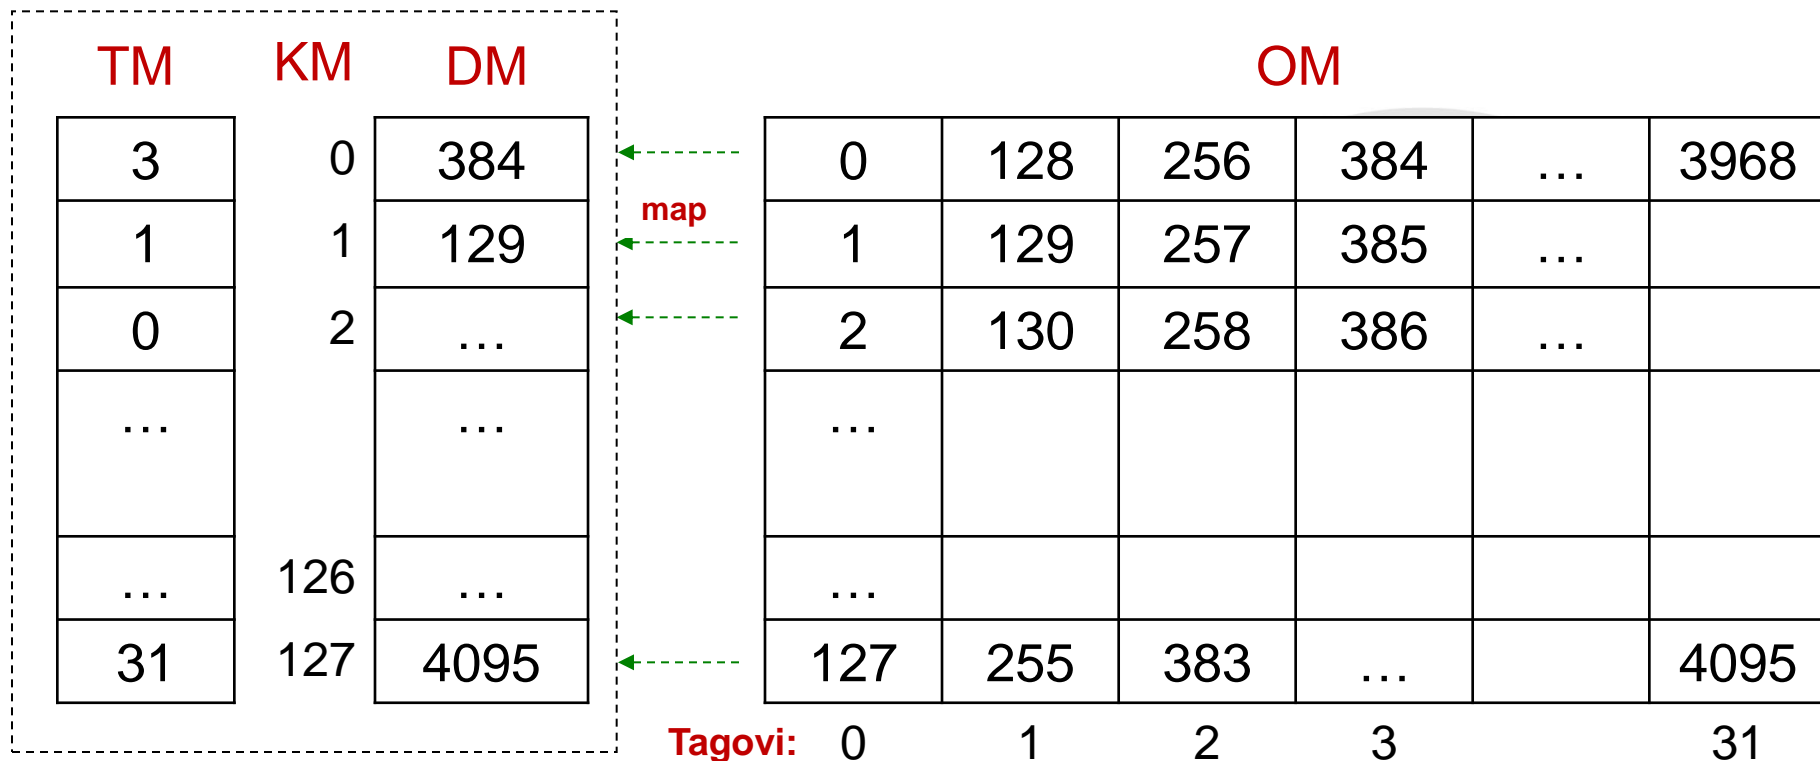 TM KM DM OM
3 0 384 0 128 256 384 … 3968
map
1 1 129 1 129 257 385 …
0 2 … 2 130 258 386 …
… … …
… 126 … …
31 127 4095 127 255 383 … 4095
Tagovi: 0 1 2 3 31